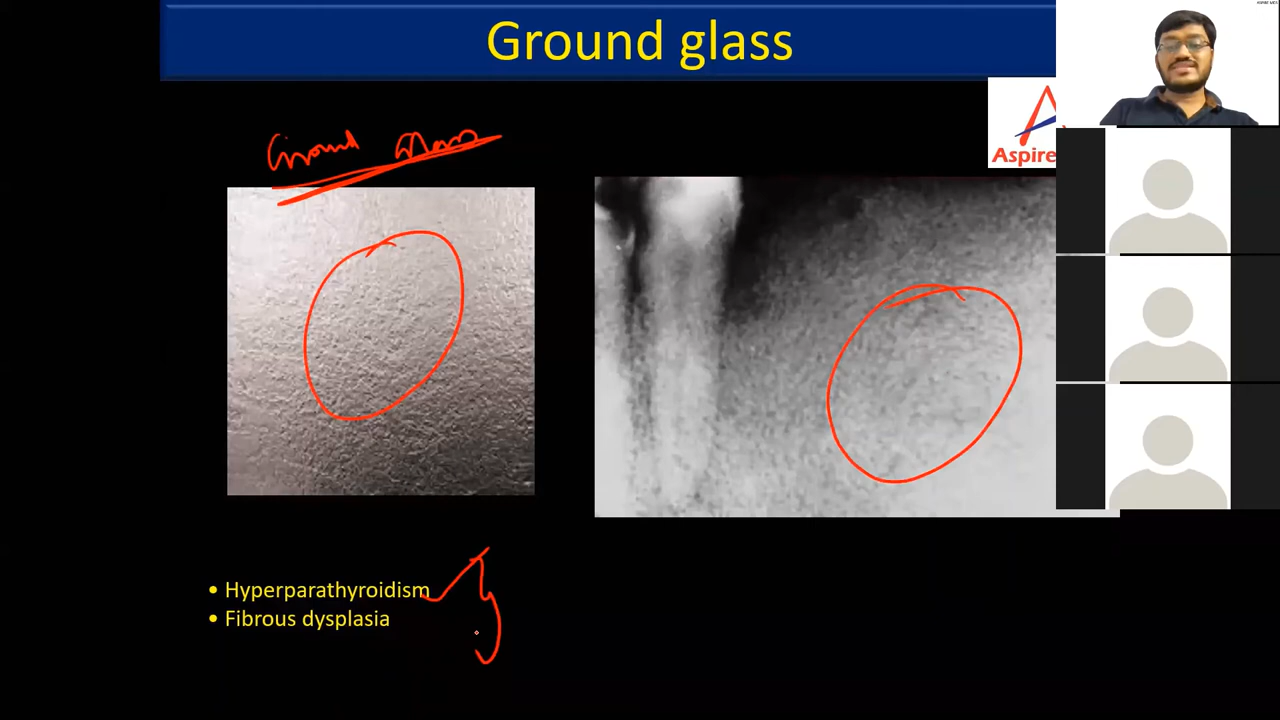 Ground glass
Ground Glass
Aspire
• Hyperparathyroidism
• Fibrous dysplasia